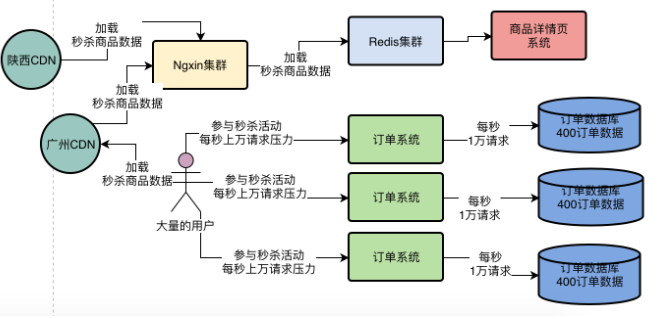 加载
秒杀商品数据
陕西CDN
Ngxin集群
加载
秒杀商品数据
Redis集群
商品详情页
系统
加载
秒杀商品数据
广州CDN
加载
秒杀商品数据
大量的用户
参与秒杀活动
每秒上万请求压力
订单系统
每秒
1万请求
订单数据库
400订单数据
参与秒杀活动
每秒上万请求压力
订单系统
每秒
1万请求
订单数据库
400订单数据
参与秒杀活动
每秒上万请求压力
订单系统
每秒
1万请求
订单数据库
400订单数据